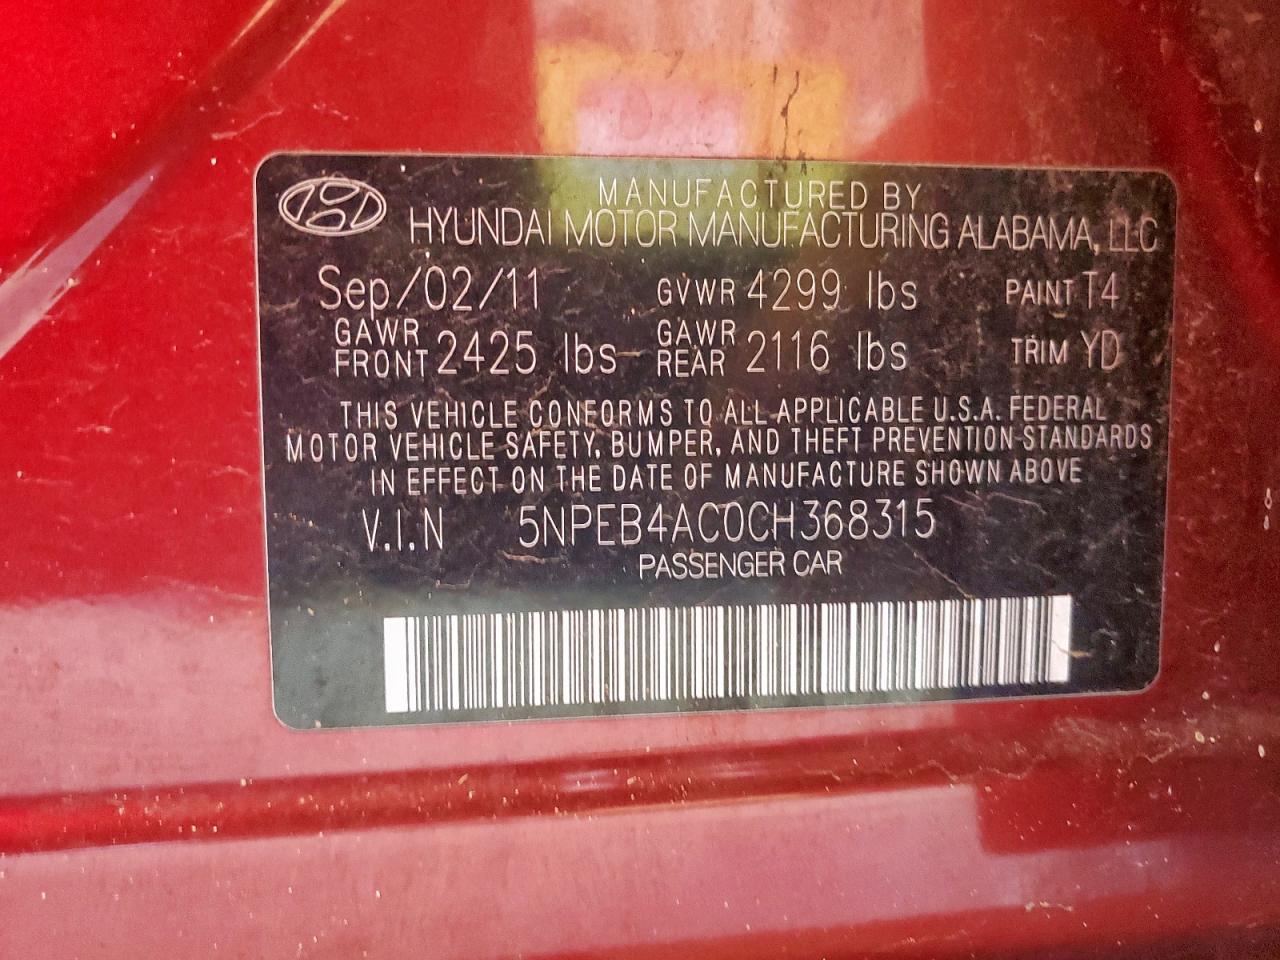 MANUFACTURED BY
HYUNDAI MOTOR MANUFACTURING ALABAMA, LLC
Sep/02/11 GVWR 4299 lbs PAINT T4
GAWR FRONT 2425 lbs GAWR REAR 2116 lbs TRIM YD
THIS VEHICLE CONFORMS TO ALL APPLICABLE U.S.A. FEDERAL
MOTOR VEHICLE SAFETY, BUMPER, AND THEFT PREVENTION STANDARDS
IN EFFECT ON THE DATE OF MANUFACTURE SHOWN ABOVE
V.I.N 5NPEB4AC0CH368315
PASSENGER CAR